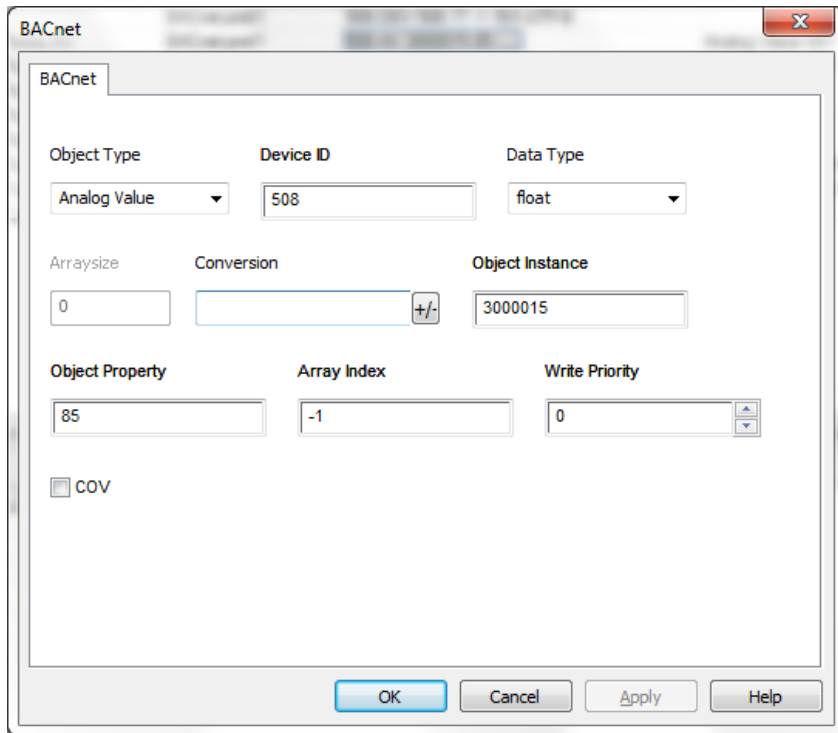 BACnet
BACnet
Object Type Device ID Data Type
Analog Value 508 float
Arraysize Conversion Object Instance
0 +/- 3000015
Object Property Array Index Write Priority
85 -1 0
COV
OK Cancel Apply Help